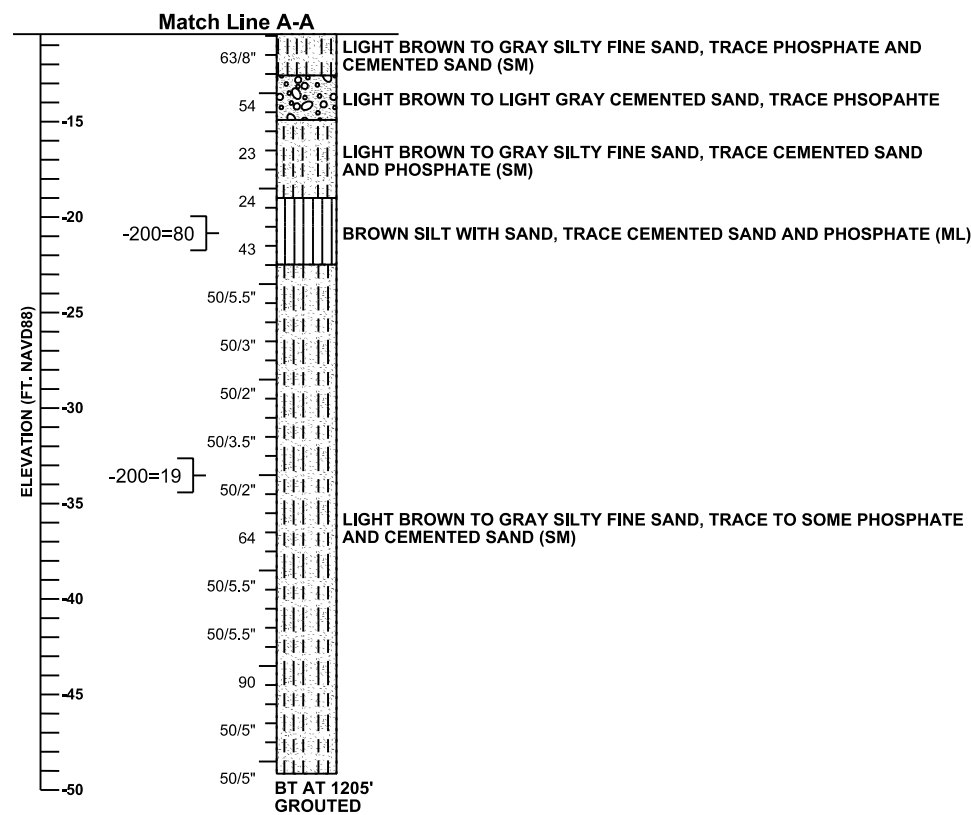 Match Line A-A
63/8"
LIGHT BROWN TO GRAY SILTY FINE SAND, TRACE PHOSPHATE AND
CEMENTED SAND (SM)
54
LIGHT BROWN TO LIGHT GRAY CEMENTED SAND, TRACE PHSOPAHTE
-15
23
LIGHT BROWN TO GRAY SILTY FINE SAND, TRACE CEMENTED SAND
AND PHOSPHATE (SM)
24
-20
-200=80
43
BROWN SILT WITH SAND, TRACE CEMENTED SAND AND PHOSPHATE (ML)
50/5.5"
-25
50/3"
50/2"
-30
50/3.5"
ELEVATION (FT. NAVD88)
-200=19
50/2"
-35
64
LIGHT BROWN TO GRAY SILTY FINE SAND, TRACE TO SOME PHOSPHATE
AND CEMENTED SAND (SM)
50/5.5"
-40
50/5.5"
90
-45
50/5"
50/5"
-50
BT AT 1205'
GROUTED